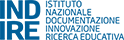 INDIRE
ISTITUTO
NAZIONALE
DOCUMENTAZIONE
INNOVAZIONE
RICERCA EDUCATIVA